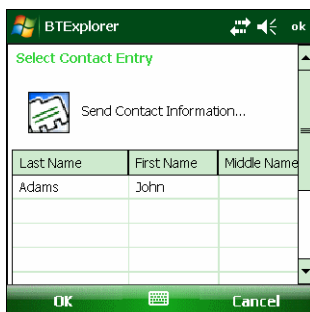 BTExplorer ok
Select Contact Entry
Send Contact Information...
Last Name First Name Middle Name
Adams John
OK Cancel